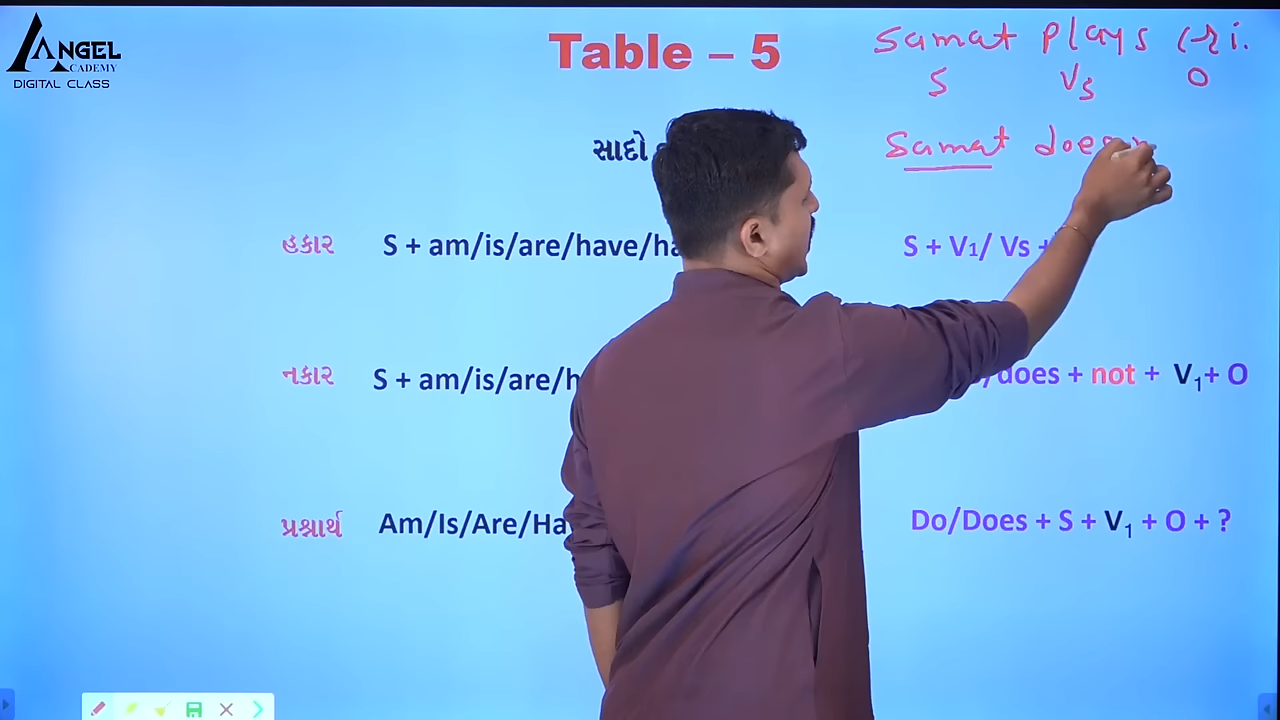 ANGEL
ACADEMY
DIGITAL CLASS
Table – 5
Samat Plays Cri.
S Vs O
સાદો
Samat does
હકાર S + am/is/are/have/ha S + V1/ Vs +
નકાર S + am/is/are/h /does + not + V1+ O
પ્રશ્નાર્થ Am/Is/Are/Ha Do/Does + S + V1 + O + ?